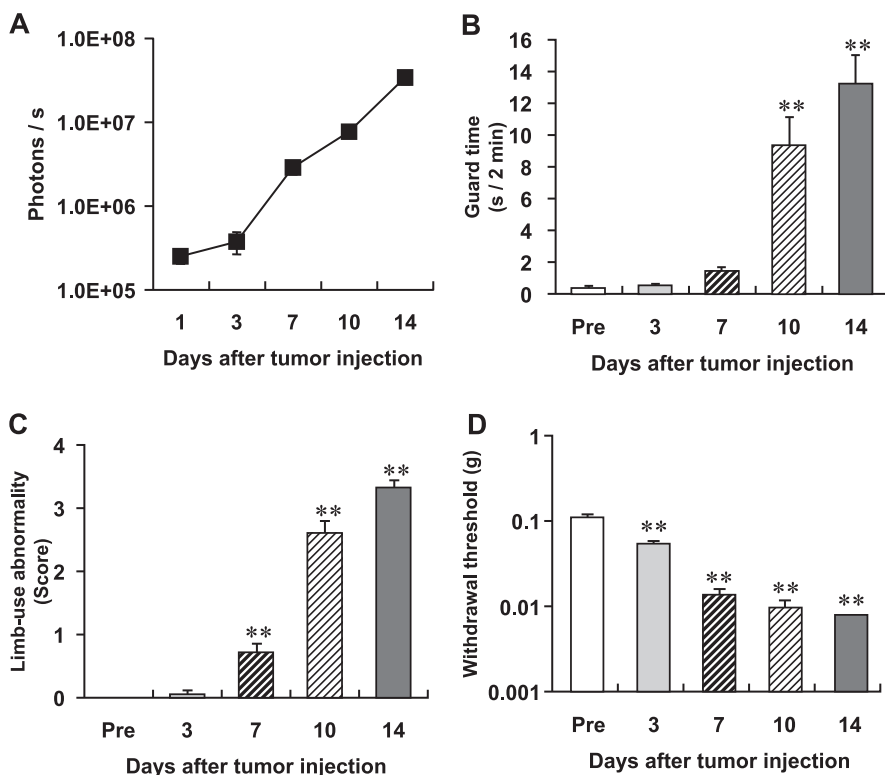 A
1.0E+08
1.0E+07
1.0E+06
1.0E+05
Photons / s
1 3 7 10 14
Days after tumor injection
B
16
14
12
10
8
6
4
2
0
Guard time
(s / 2 min)
** **
Pre 3 7 10 14
Days after tumor injection
C
4
3
2
1
0
Limb-use abnormality
(Score)
** ** **
Pre 3 7 10 14
Days after tumor injection
D
1
0.1
0.01
0.001
Withdrawal threshold (g)
** ** ** **
Pre 3 7 10 14
Days after tumor injection